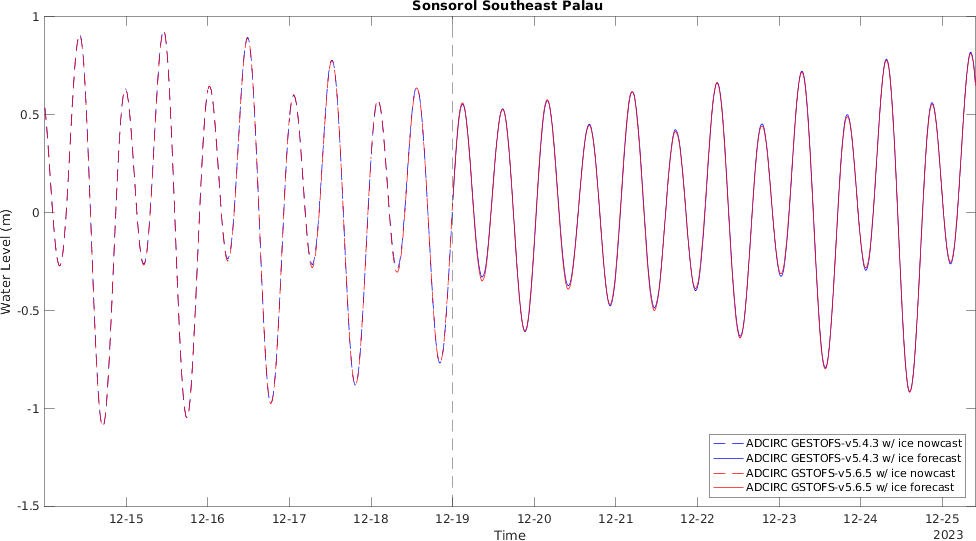 Sonsorol Southeast Palau
Water Level (m)
1
0.5
0
-0.5
-1
-1.5
ADCIRC GESTOFS-v5.4.3 w/ ice nowcast
ADCIRC GESTOFS-v5.4.3 w/ ice forecast
ADCIRC GSTOFS-v5.6.5 w/ ice nowcast
ADCIRC GSTOFS-v5.6.5 w/ ice forecast
12-15 12-16 12-17 12-18 12-19 12-20 12-21 12-22 12-23 12-24 12-25
Time
2023